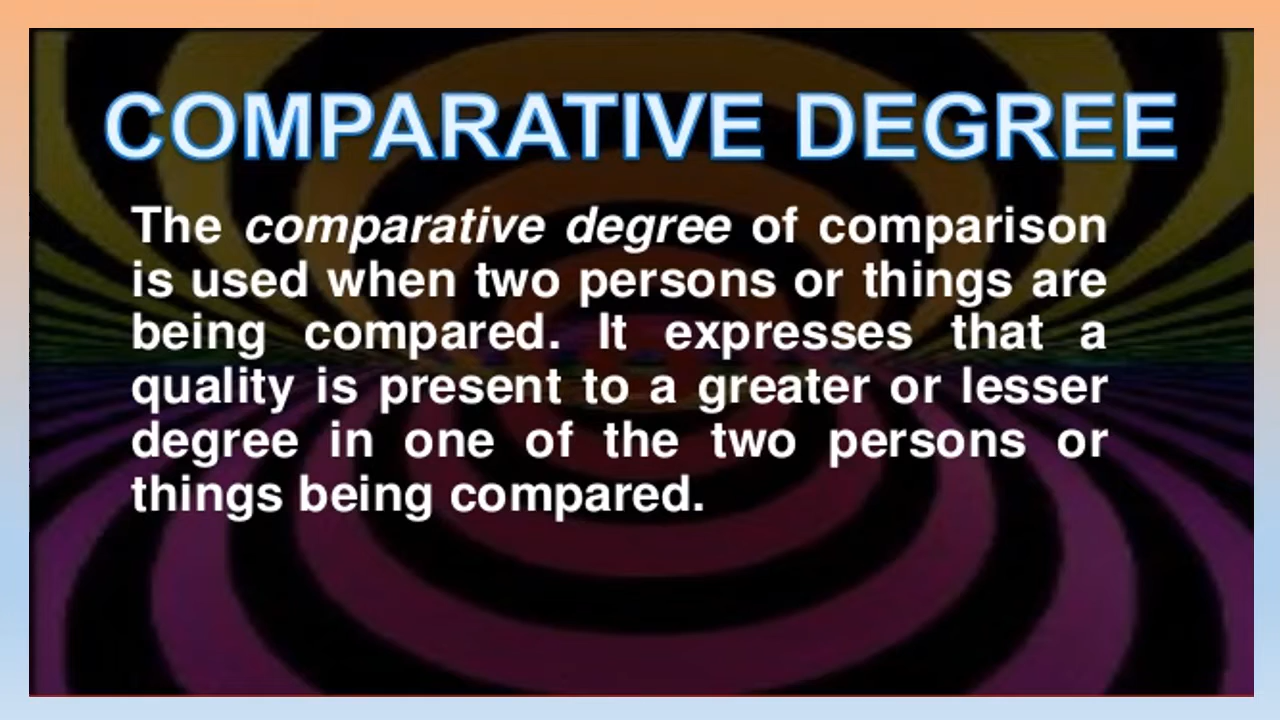 COMPARATIVE DEGREE
The comparative degree of comparison
is used when two persons or things are
being compared. It expresses that a
quality is present to a greater or lesser
degree in one of the two persons or
things being compared.